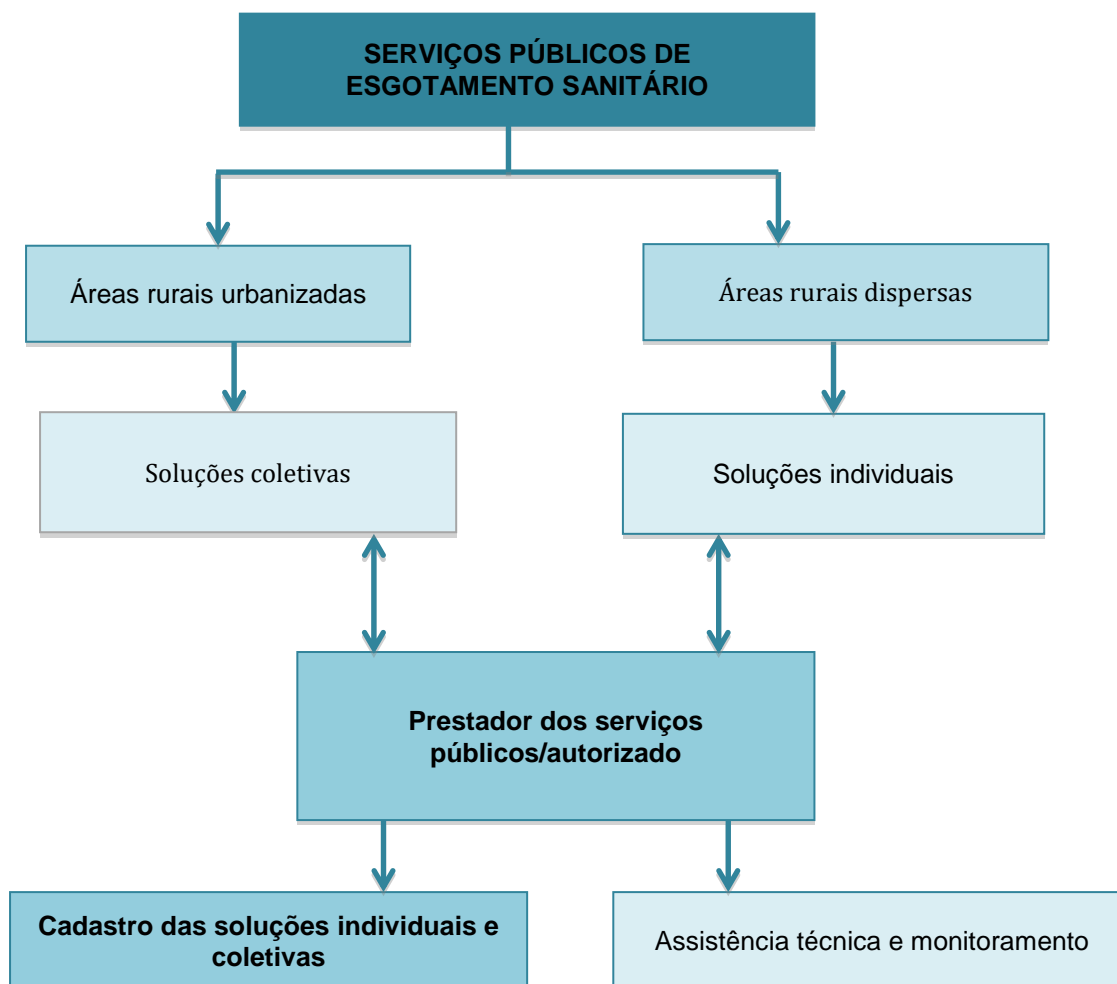 SERVIÇOS PÚBLICOS DE
ESGOTAMENTO SANITÁRIO
Áreas rurais urbanizadas
Áreas rurais dispersas
Soluções coletivas
Soluções individuais
Prestador dos serviços
públicos/autorizado
Cadastro das soluções individuais e
coletivas
Assistência técnica e monitoramento